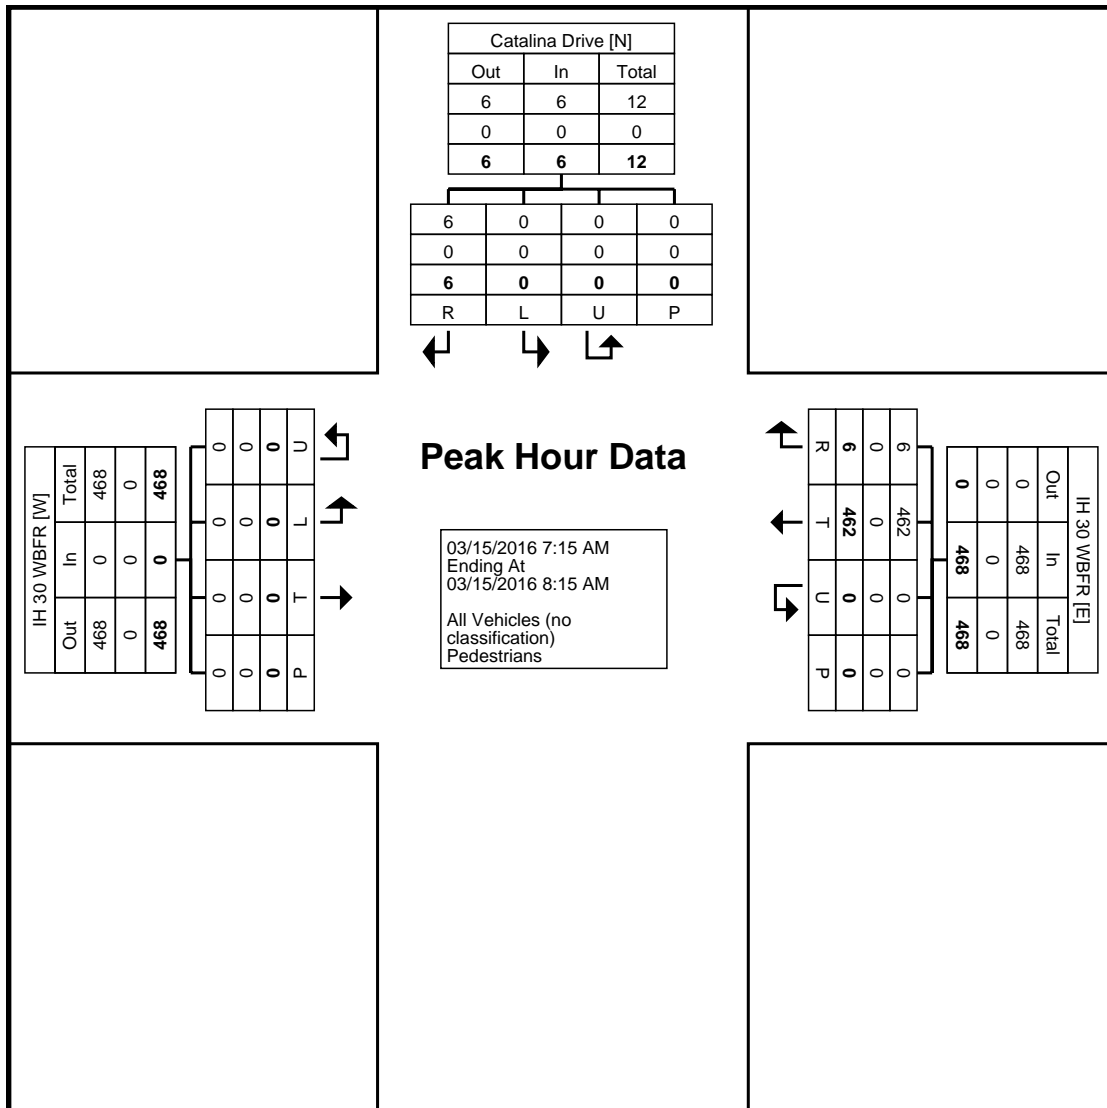 Catalina Drive [N]
Out In Total
6 6 12
0 0 0
6 6 12
6 0 0 0
0 0 0 0
6 0 0 0
R L U P
Peak Hour Data
03/15/2016 7:15 AM
Ending At
03/15/2016 8:15 AM
All Vehicles (no
classification)
Pedestrians
IH 30 WBFR [W]
Out In Total
468 0 468
0 0 0
468 0 468
0 0 0 0
0 0 0 0
0 0 0 0
P T L U
IH 30 WBFR [E]
Out In Total
0 468 468
0 0 0
0 468 468
6 462 0 0
0 0 0 0
6 462 0 0
R T U P